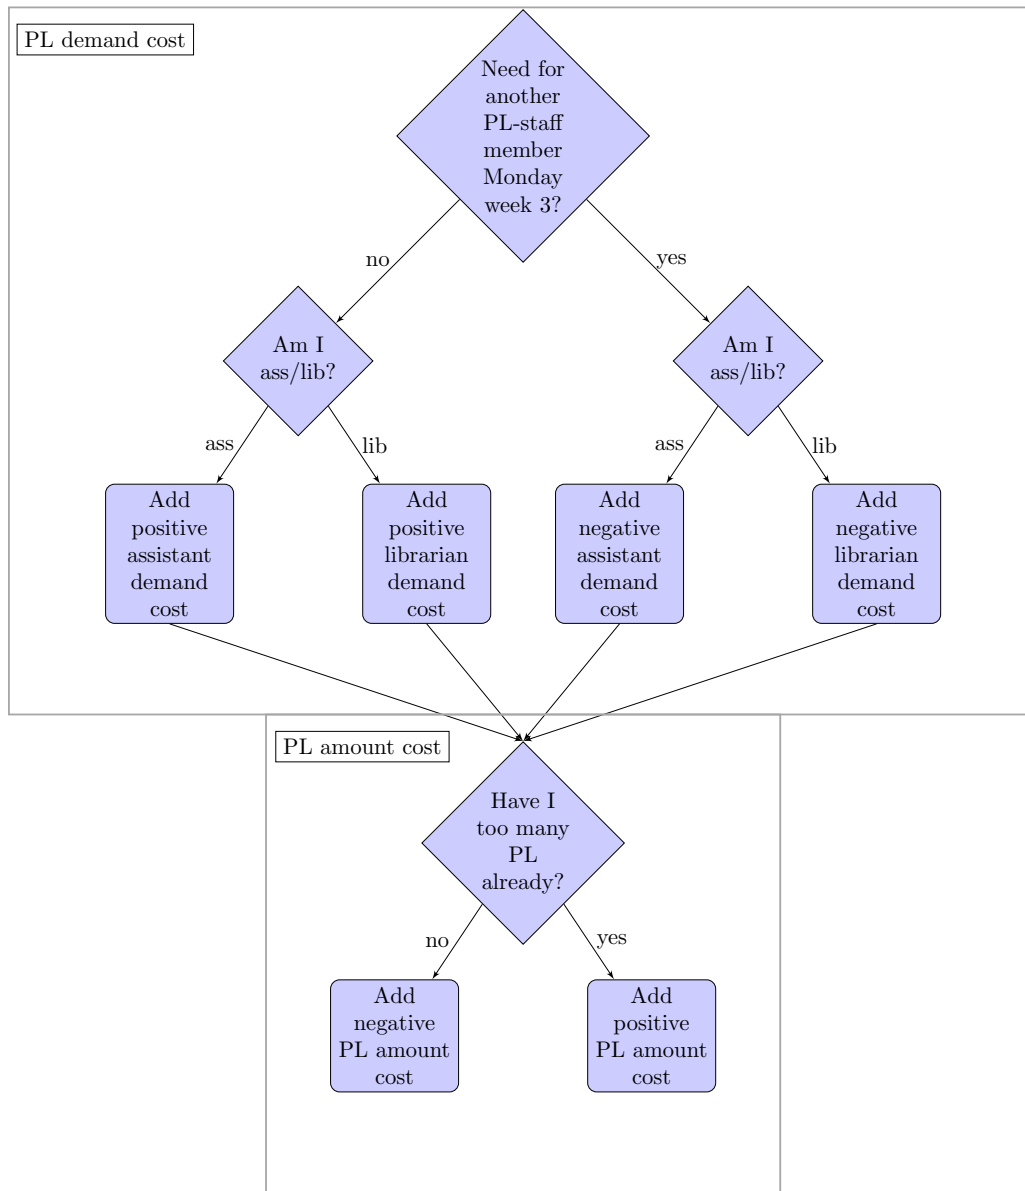 PL demand cost
Need for
another
PL-staff
member
Monday
week 3?
no
yes
Am I
ass/lib?
Am I
ass/lib?
ass
lib
ass
lib
Add
positive
assistant
demand
cost
Add
positive
librarian
demand
cost
Add
negative
assistant
demand
cost
Add
negative
librarian
demand
cost
PL amount cost
Have I
too many
PL
already?
no
yes
Add
negative
PL amount
cost
Add
positive
PL amount
cost